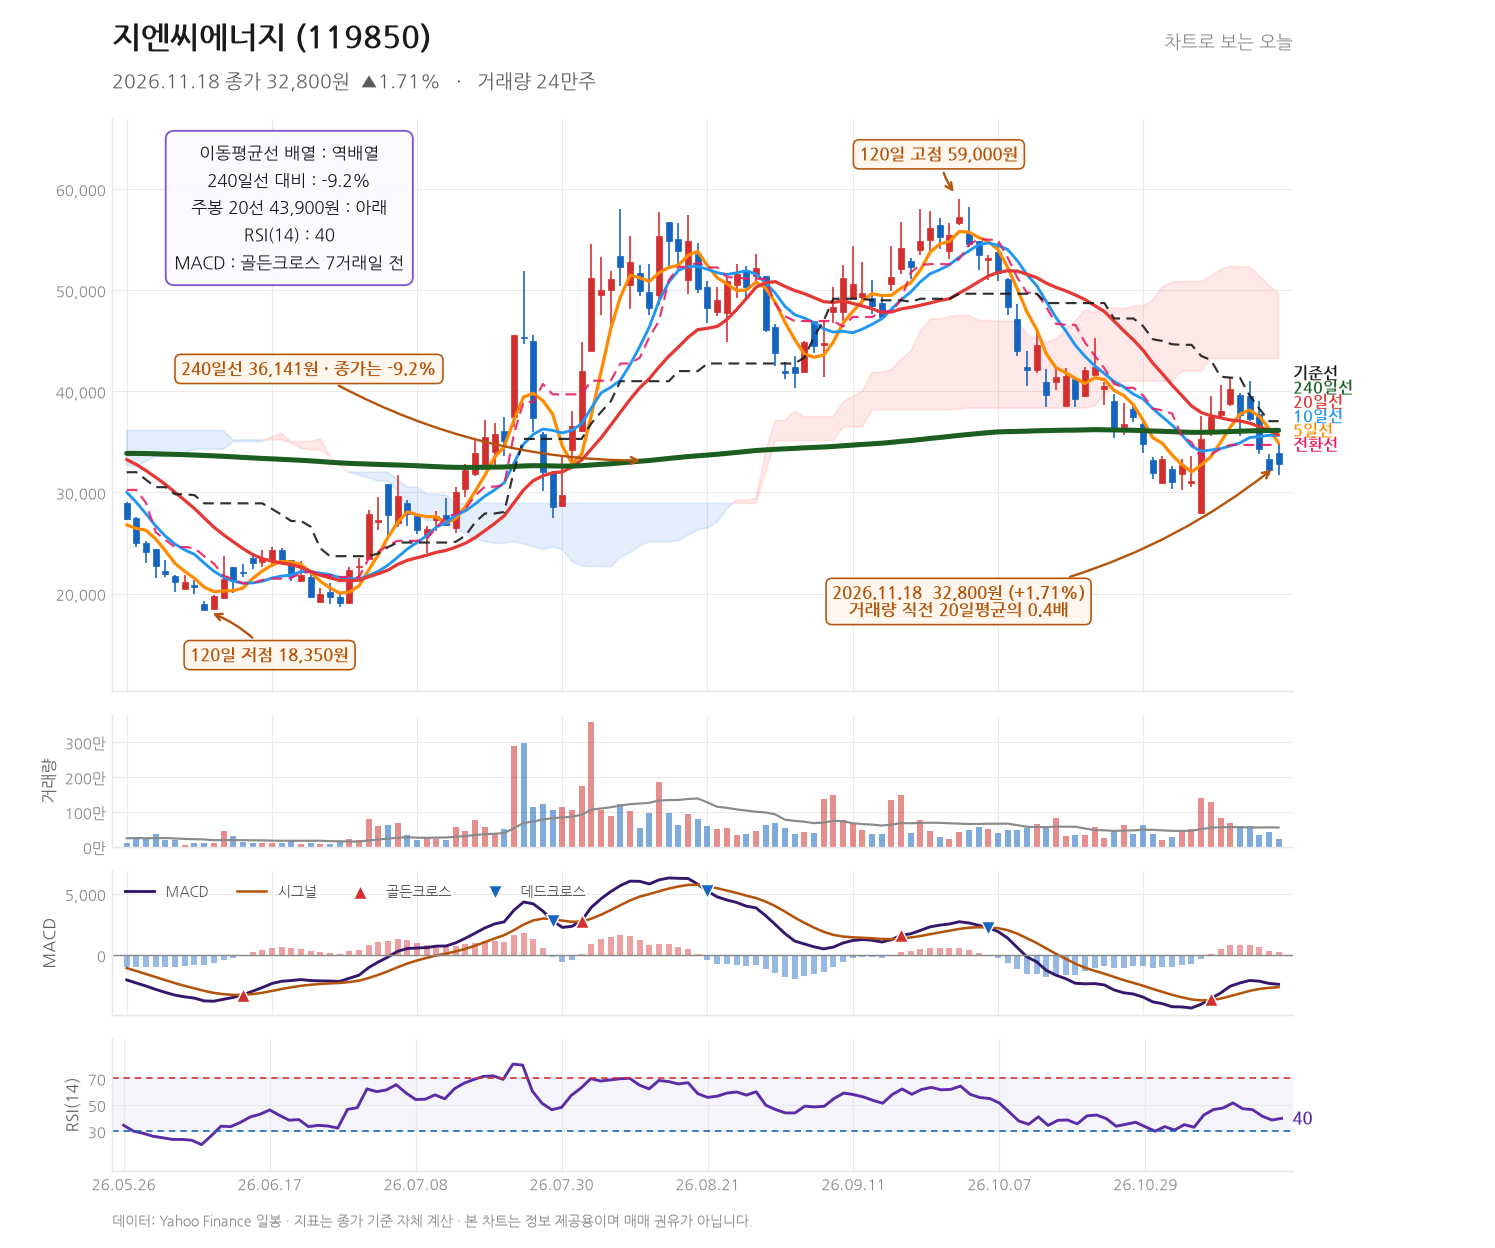 지엔씨에너지 (119850)
차트로 보는 오늘
2026.11.18 종가 32,800원 ▲1.71% · 거래량 24만주
이동평균선 배열 : 역배열
240일선 대비 : -9.2%
주봉 20선 43,900원 : 아래
RSI(14) : 40
MACD : 골든크로스 7거래일 전
120일 고점 59,000원
240일선 36,141원 · 종가는 -9.2%
2026.11.18 32,800원 (+1.71%)
거래량 직전 20일평균의 0.4배
120일 저점 18,350원
60,000
50,000
40,000
30,000
20,000
기준선
240일선
20일선
10일선
5일선
전환선
거래량
300만
200만
100만
0만
MACD
5,000
0
MACD
시그널
골든크로스
데드크로스
RSI(14)
70
50
30
40
26.05.26
26.06.17
26.07.08
26.07.30
26.08.21
26.09.11
26.10.07
26.10.29
데이터: Yahoo Finance 일봉 · 지표는 종가 기준 자체 계산 · 본 차트는 정보 제공용이며 매매 권유가 아닙니다.